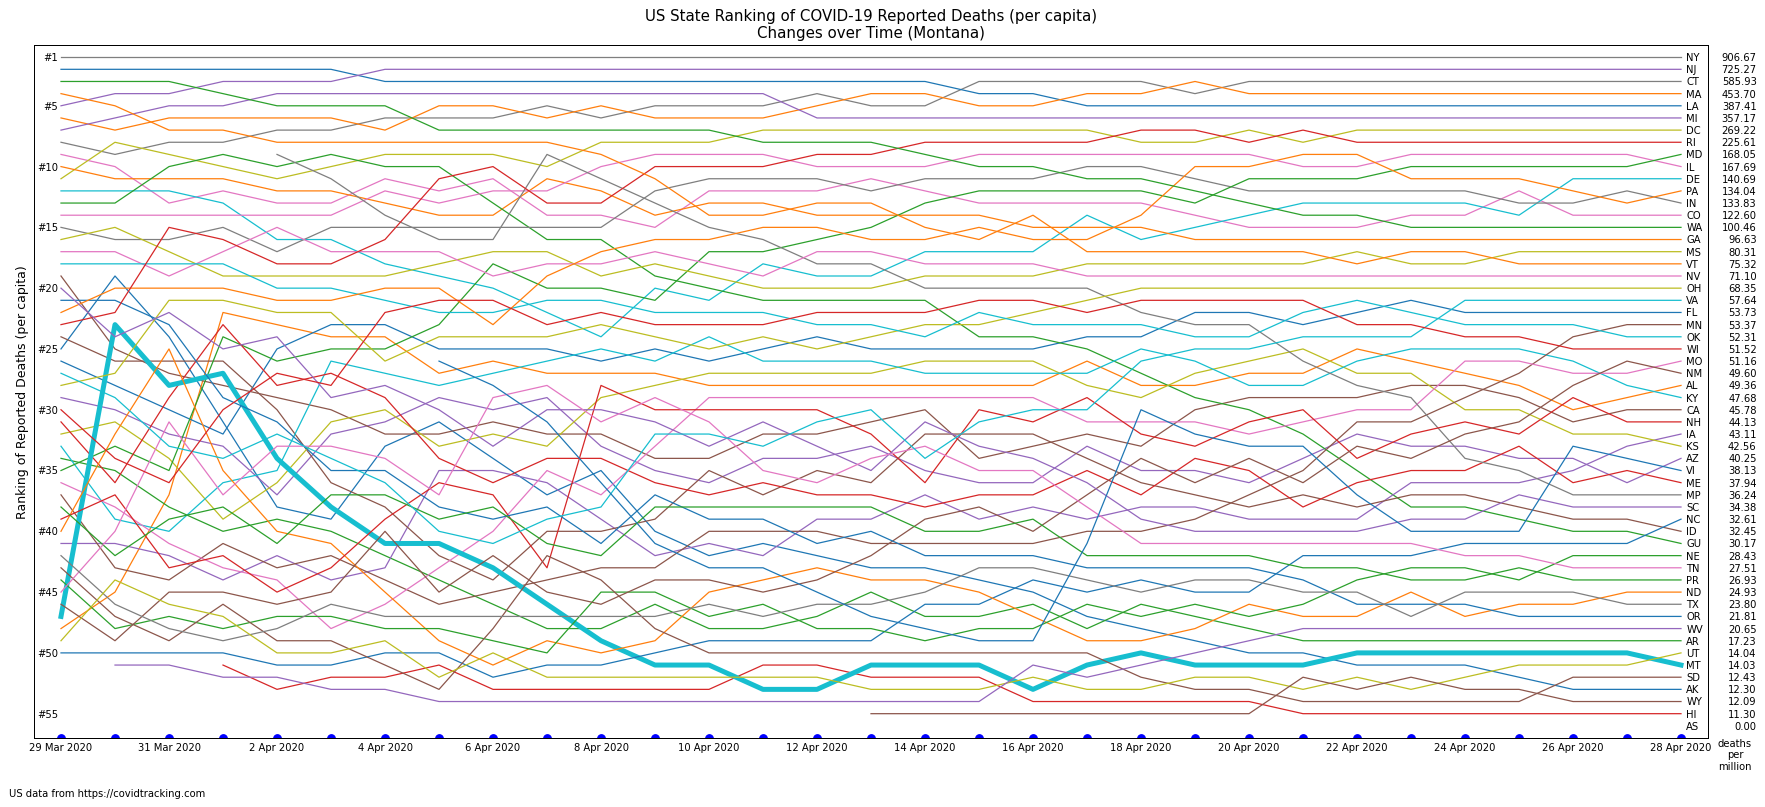 US State Ranking of COVID-19 Reported Deaths (per capita)
Changes over Time (Montana)
Ranking of Reported Deaths (per capita)
#1
#5
#10
#15
#20
#25
#30
#35
#40
#45
#50
#55
NY 906.67
NJ 725.27
CT 585.93
MA 453.70
LA 387.41
MI 357.17
DC 269.22
RI 225.61
MD 168.05
IL 167.69
DE 140.69
PA 134.04
IN 133.83
CO 122.60
WA 100.46
GA 96.63
MS 80.31
VT 75.32
NV 71.10
OH 68.35
VA 57.64
FL 53.73
MN 53.37
OK 52.31
WI 51.52
MO 51.16
NM 49.60
AL 49.36
KY 47.68
CA 45.78
NH 44.13
IA 43.11
KS 42.56
AZ 40.25
VI 38.13
ME 37.94
MP 36.24
SC 34.38
NC 32.61
ID 32.45
GU 30.17
NE 28.43
TN 27.51
PR 26.93
ND 24.93
TX 23.80
OR 21.81
WV 20.65
AR 17.23
UT 14.04
MT 14.03
SD 12.43
AK 12.30
WY 12.09
HI 11.30
AS 0.00
29 Mar 2020 31 Mar 2020 2 Apr 2020 4 Apr 2020 6 Apr 2020 8 Apr 2020 10 Apr 2020 12 Apr 2020 14 Apr 2020 16 Apr 2020 18 Apr 2020 20 Apr 2020 22 Apr 2020 24 Apr 2020 26 Apr 2020 28 Apr 2020
deaths
per
million
US data from https://covidtracking.com